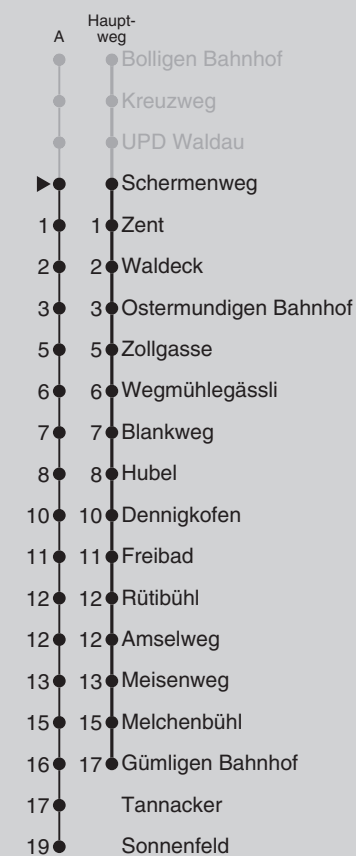 A Haupt-
weg
Bolligen Bahnhof
Kreuzweg
UPD Waldau
Schermenweg
1 1 Zent
2 2 Waldeck
3 3 Ostermundigen Bahnhof
5 5 Zollgasse
6 6 Wegmühlegässli
7 7 Blankweg
8 8 Hubel
10 10 Dennigkofen
11 11 Freibad
12 12 Rütibühl
12 12 Amselweg
13 13 Meisenweg
15 15 Melchenbühl
16 17 Gümligen Bahnhof
17 Tannacker
19 Sonnenfeld